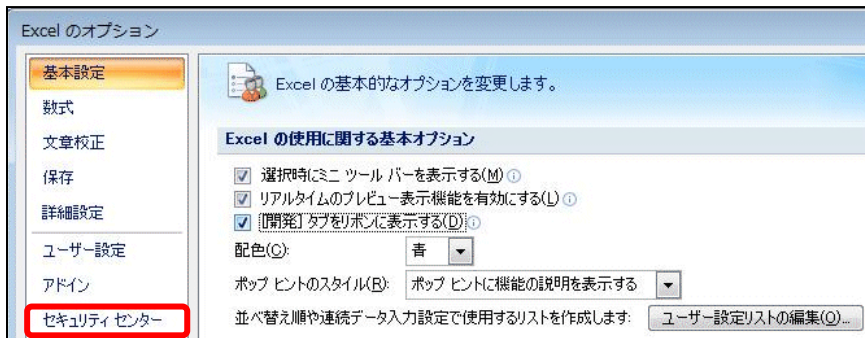 Excel のオプション
基本設定
数式
文章校正
保存
詳細設定
ユーザー設定
アドイン
セキュリティ センター
Excel の基本的なオプションを変更します。
Excel の使用に関する基本オプション
選択時にミニ ツール バーを表示する(M)
リアルタイムのプレビュー表示機能を有効にする(L)
[開発] タブをリボンに表示する(D)
配色(C): 青
ポップ ヒントのスタイル(R): ポップ ヒントに機能の説明を表示する
並べ替え順や連続データ入力設定で使用するリストを作成します: ユーザー設定リストの編集(O)...